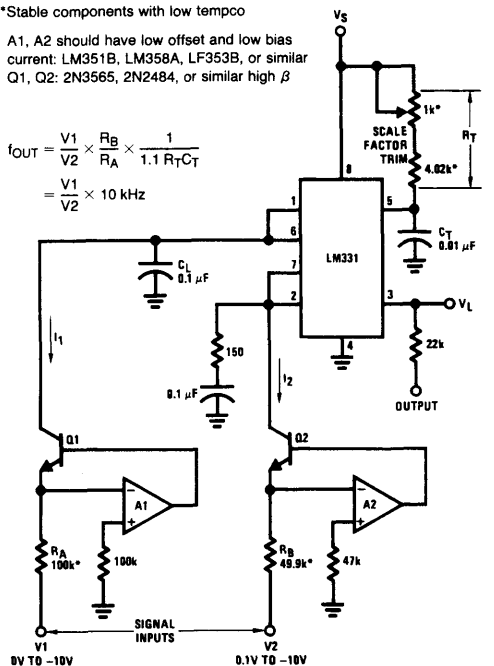 *Stable components with low tempco
A1, A2 should have low offset and low bias
current: LM351B, LM358A, LF353B, or similar
Q1, Q2: 2N3565, 2N2484, or similar high β
fOUT = V1/V2 × RB/RA × 1/1.1 RTCT
= V1/V2 × 10 kHz
VS
1k*
SCALE
FACTOR
TRIM
RT
4.02k*
8
1
5
6
LM331
CT
0.01 µF
CL
0.1 µF
7
2
3
VL
4
I1
150
22k
0.1 µF
I2
OUTPUT
Q1
Q2
−
A1
+
−
A2
+
RA
100k*
100k
RB
49.9k*
47k
SIGNAL
INPUTS
V1
0V TO −10V
V2
0.1V TO −10V